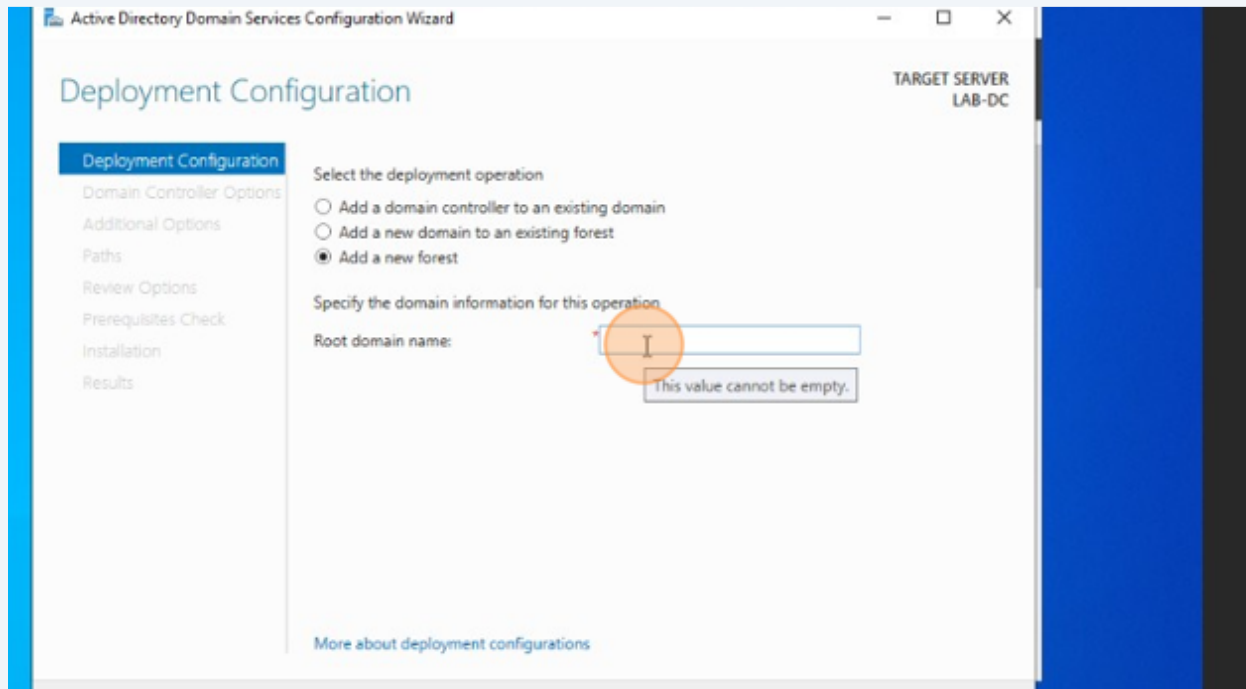 Active Directory Domain Services Configuration Wizard
Deployment Configuration
TARGET SERVER
LAB-DC
Deployment Configuration
Domain Controller Options
Additional Options
Paths
Review Options
Prerequisites Check
Installation
Results
Select the deployment operation
Add a domain controller to an existing domain
Add a new domain to an existing forest
Add a new forest
Specify the domain information for this operation
Root domain name:
*
This value cannot be empty.
More about deployment configurations